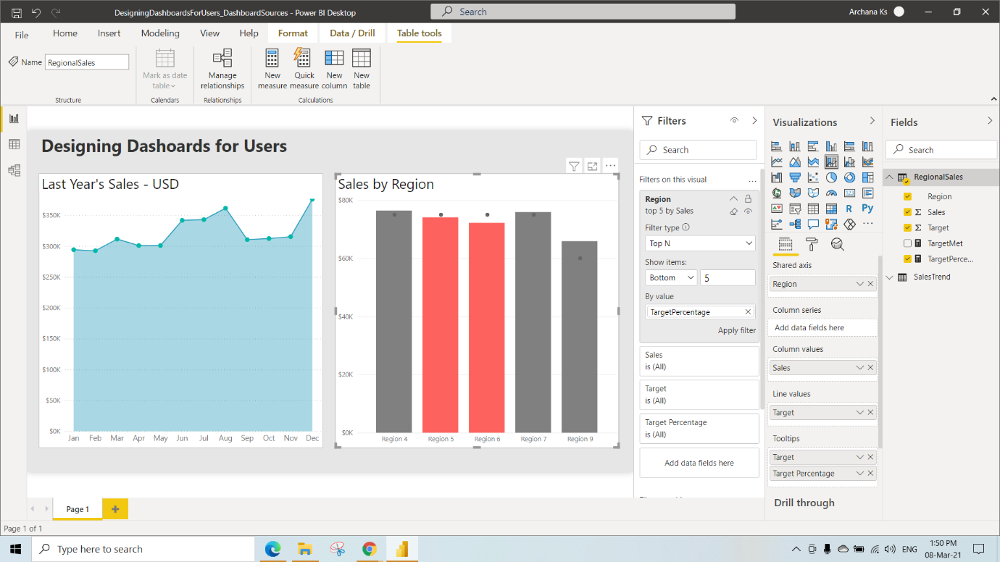 DesigningDashboardsForUsers_DashboardSources - Power BI Desktop
Search
Archana Ks
File
Home
Insert
Modeling
View
Help
Format
Data / Drill
Table tools
Name
RegionalSales
Structure
Mark as date
table
Calendars
Manage
relationships
Relationships
New
measure
Quick
measure
New
column
New
table
Calculations
Designing Dashoards for Users
Last Year's Sales - USD
$350K
$300K
$250K
$200K
$150K
$100K
$50K
$0K
Jan Feb Mar Apr May Jun Jul Aug Sep Oct Nov Dec
Sales by Region
$80K
$60K
$40K
$20K
$0K
Region 4 Region 5 Region 6 Region 7 Region 9
Filters
Search
Filters on this visual
Region
top 5 by Sales
Filter type
Top N
Show items:
Bottom
5
By value
TargetPercentage
Apply filter
Sales
is (All)
Target
is (All)
Target Percentage
is (All)
Add data fields here
Visualizations
R
Py
Shared axis
Region
Column series
Add data fields here
Column values
Sales
Line values
Target
Tooltips
Target
Target Percentage
Drill through
Fields
Search
RegionalSales
Region
Sales
Target
TargetMet
TargetPerce...
SalesTrend
Page 1
Page 1 of 1
Type here to search
ENG
1:50 PM
08-Mar-21